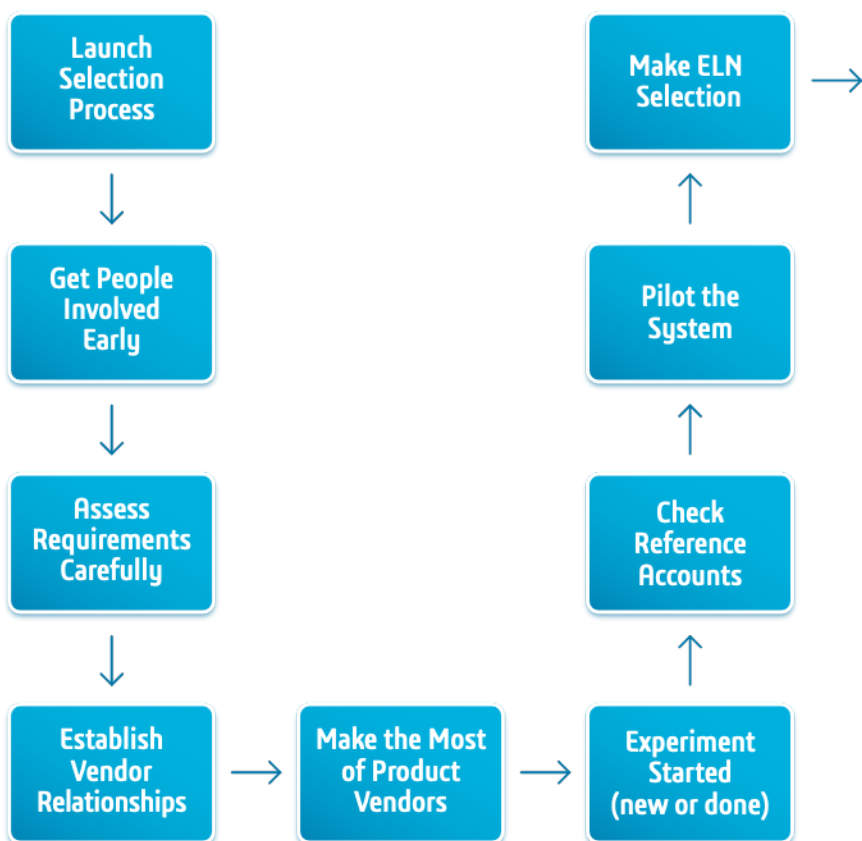 Launch
Selection
Process
Get People
Involved
Early
Assess
Requirements
Carefully
Establish
Vendor
Relationships
Make the Most
of Product
Vendors
Experiment
Started
(new or done)
Check
Reference
Accounts
Pilot the
System
Make ELN
Selection